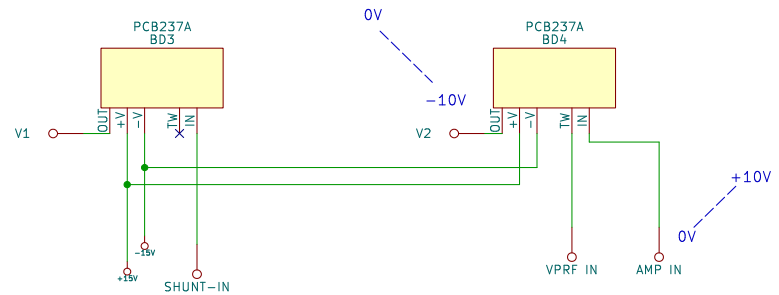 PCB237A
BD3
OUT
+V
-V
TW
IN
V1
-15V
+15V
SHUNT-IN
0V
-10V
PCB237A
BD4
OUT
+V
-V
TW
IN
V2
VPRF IN
AMP IN
+10V
0V